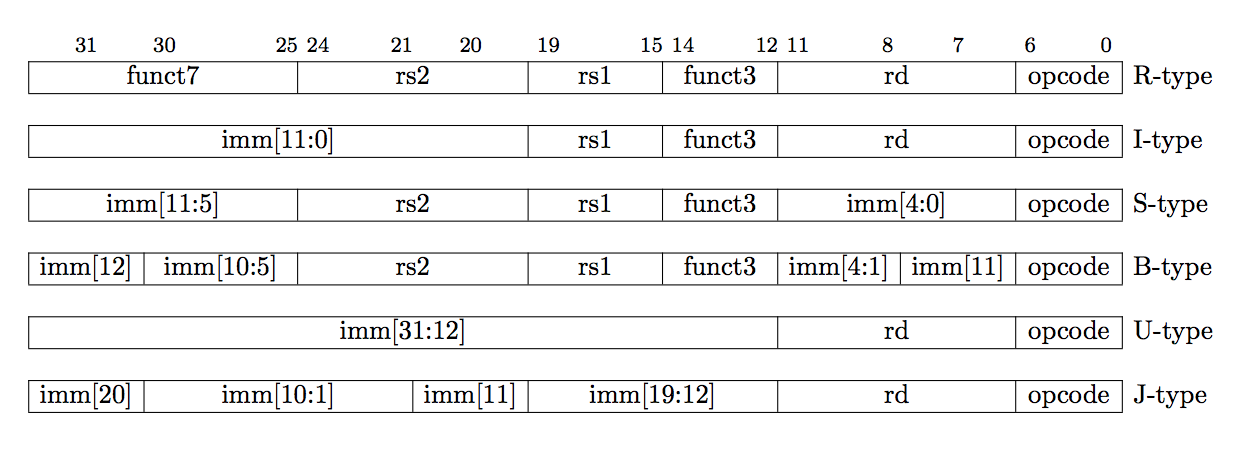 31 30 25 24 21 20 19 15 14 12 11 8 7 6 0
funct7 rs2 rs1 funct3 rd opcode R-type
imm[11:0] rs1 funct3 rd opcode I-type
imm[11:5] rs2 rs1 funct3 imm[4:0] opcode S-type
imm[12] imm[10:5] rs2 rs1 funct3 imm[4:1] imm[11] opcode B-type
imm[31:12] rd opcode U-type
imm[20] imm[10:1] imm[11] imm[19:12] rd opcode J-type